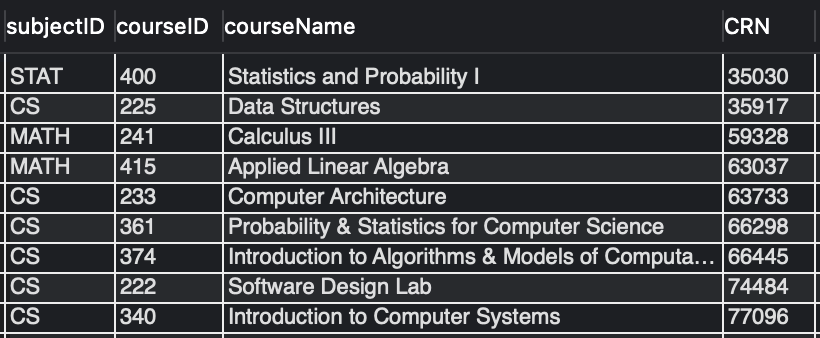 subjectID courseID courseName CRN
STAT 400 Statistics and Probability I 35030
CS 225 Data Structures 35917
MATH 241 Calculus III 59328
MATH 415 Applied Linear Algebra 63037
CS 233 Computer Architecture 63733
CS 361 Probability & Statistics for Computer Science 66298
CS 374 Introduction to Algorithms & Models of Computa... 66445
CS 222 Software Design Lab 74484
CS 340 Introduction to Computer Systems 77096